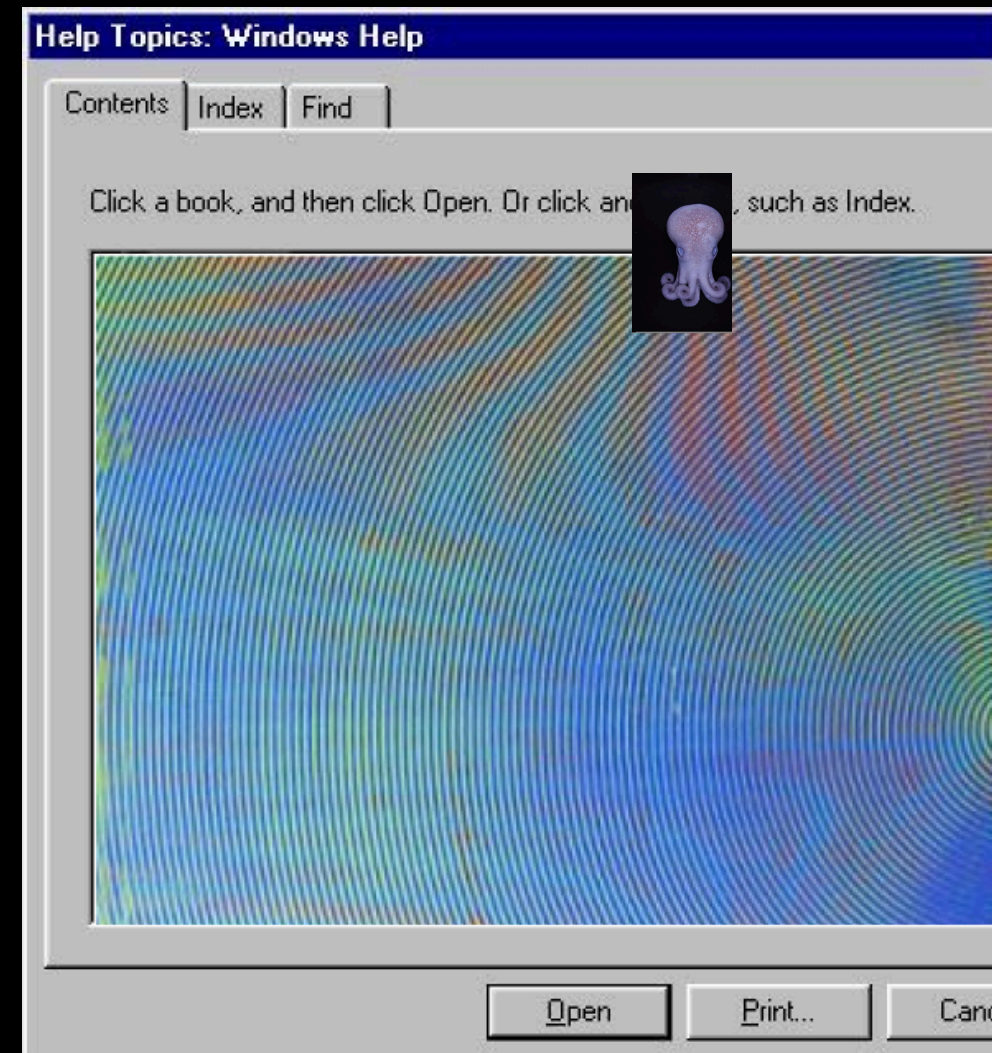 Help Topics: Windows Help
Contents Index Find
Click a book, and then click Open. Or click an , such as Index.
Open Print... Canc